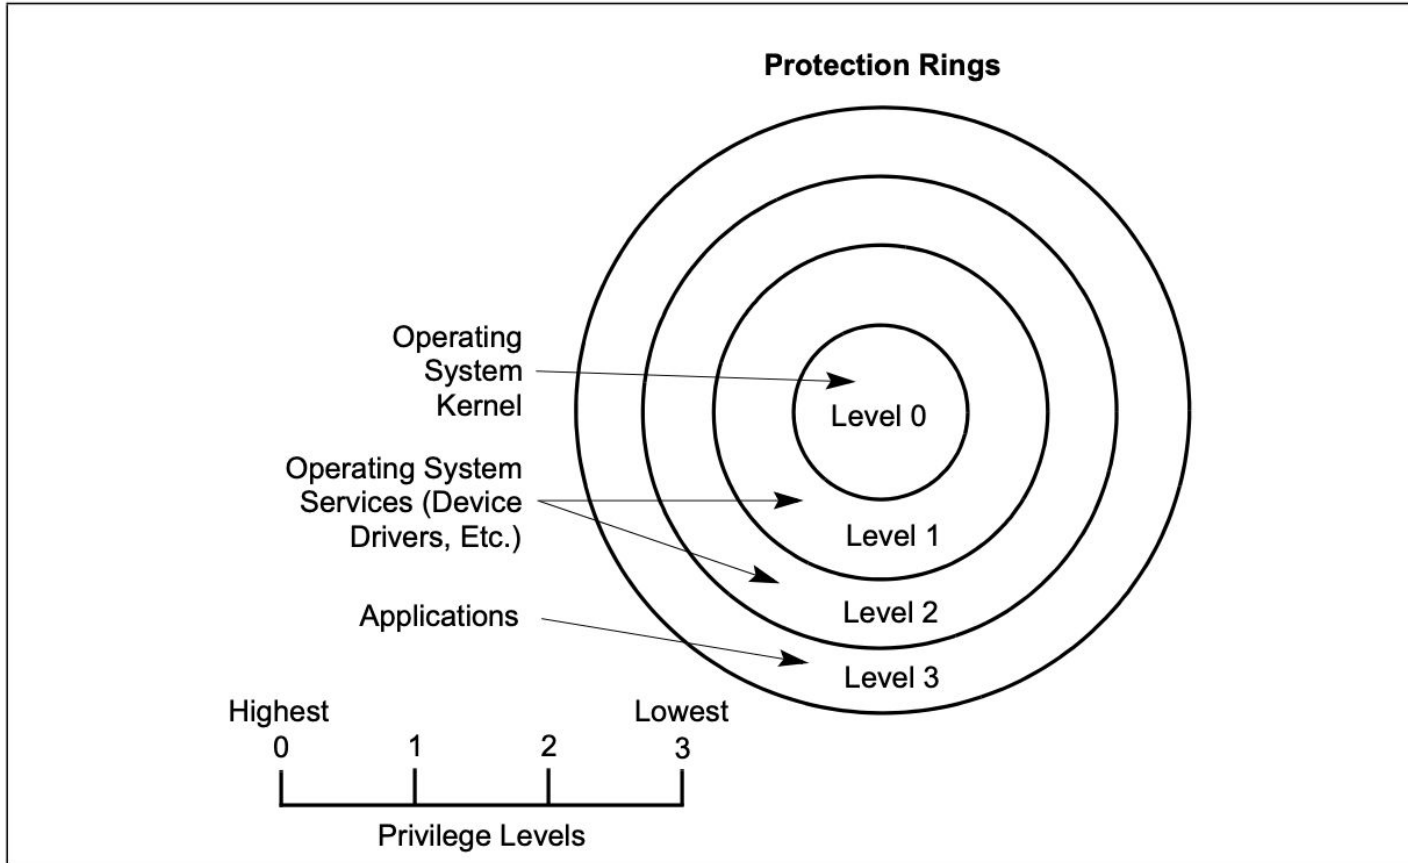 Protection Rings
Operating
System
Kernel
Level 0
Operating System
Services (Device
Drivers, Etc.)
Level 1
Level 2
Applications
Level 3
Highest
Lowest
0
1
2
3
Privilege Levels